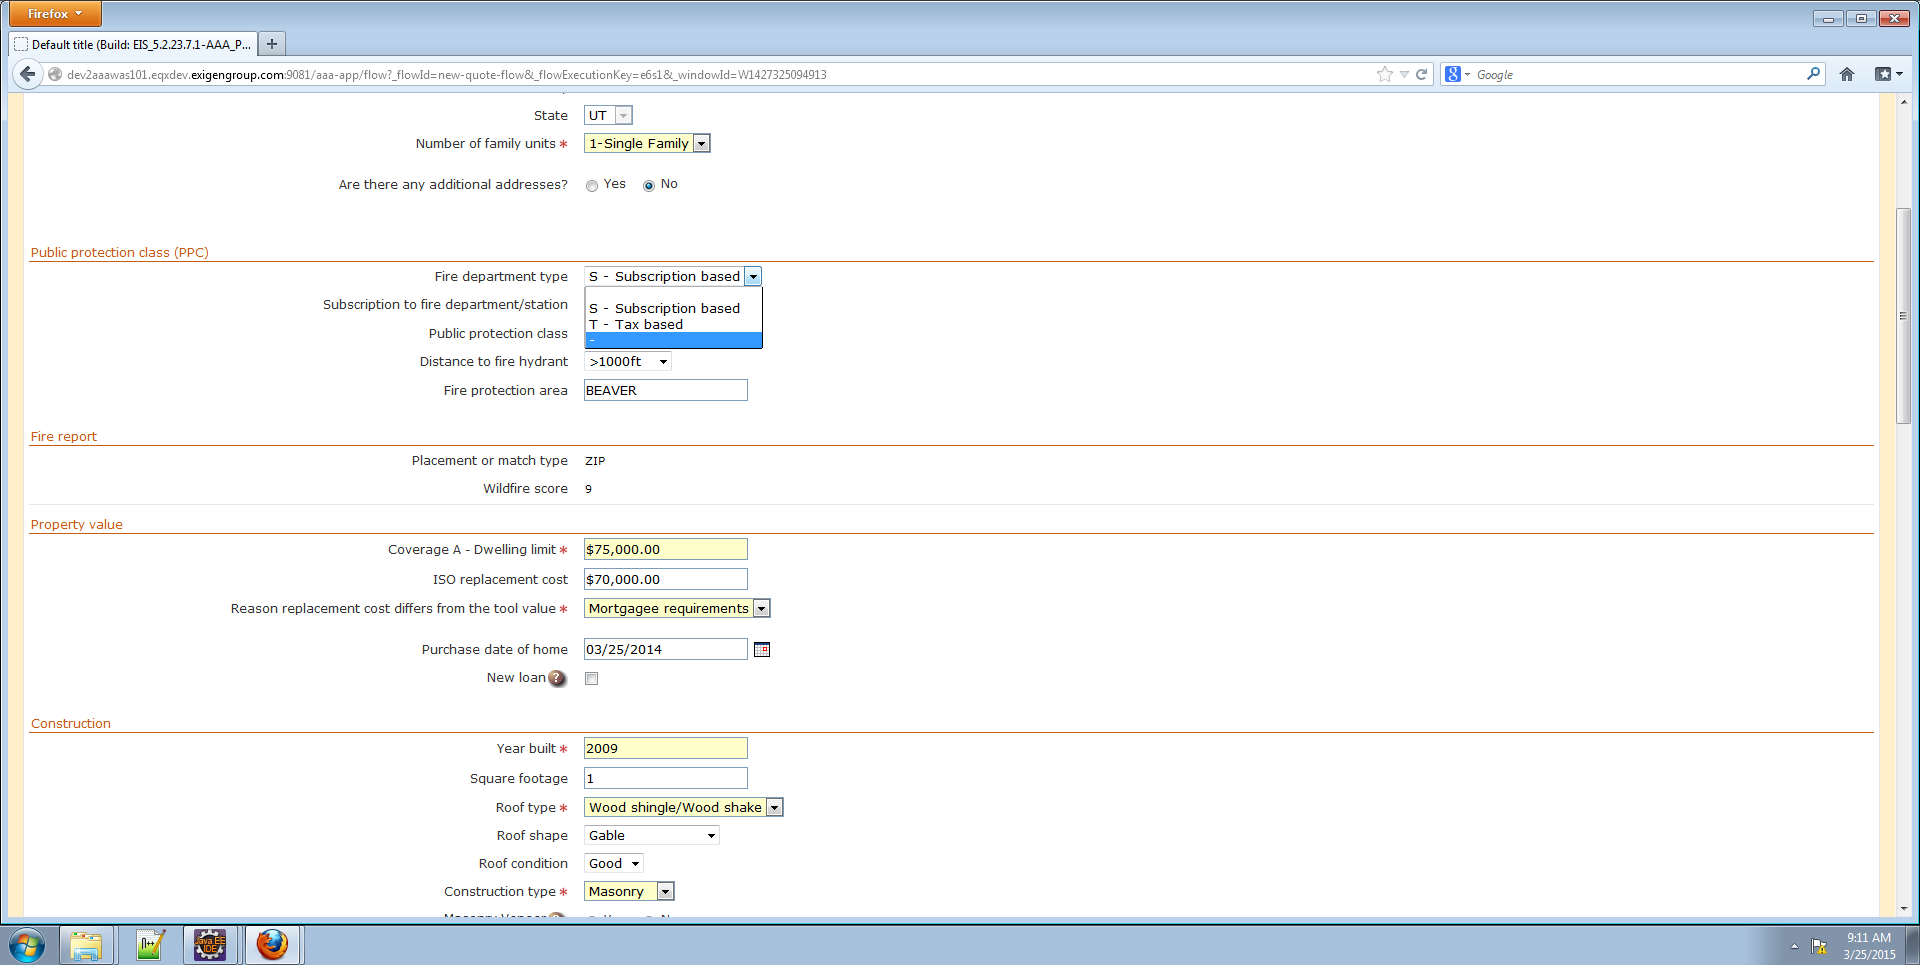 Firefox
Default title (Build: EIS_5.2.23.7.1-AAA_P...
dev2aaawas101.eqxdev.exigengroup.com:9081/aaa-app/flow?_flowId=new-quote-flow&_flowExecutionKey=e6s1&_windowId=W1427325094913
8 Google
State UT
Number of family units * 1-Single Family
Are there any additional addresses? Yes No
Public protection class (PPC)
Fire department type S - Subscription based
Subscription to fire department/station
S - Subscription based
T - Tax based
-
Public protection class
Distance to fire hydrant >1000ft
Fire protection area BEAVER
Fire report
Placement or match type ZIP
Wildfire score 9
Property value
Coverage A - Dwelling limit * $75,000.00
ISO replacement cost $70,000.00
Reason replacement cost differs from the tool value * Mortgagee requirements
Purchase date of home 03/25/2014
New loan ?
Construction
Year built * 2009
Square footage 1
Roof type * Wood shingle/Wood shake
Roof shape Gable
Roof condition Good
Construction type * Masonry
Java EE
IDE
9:11 AM
3/25/2015